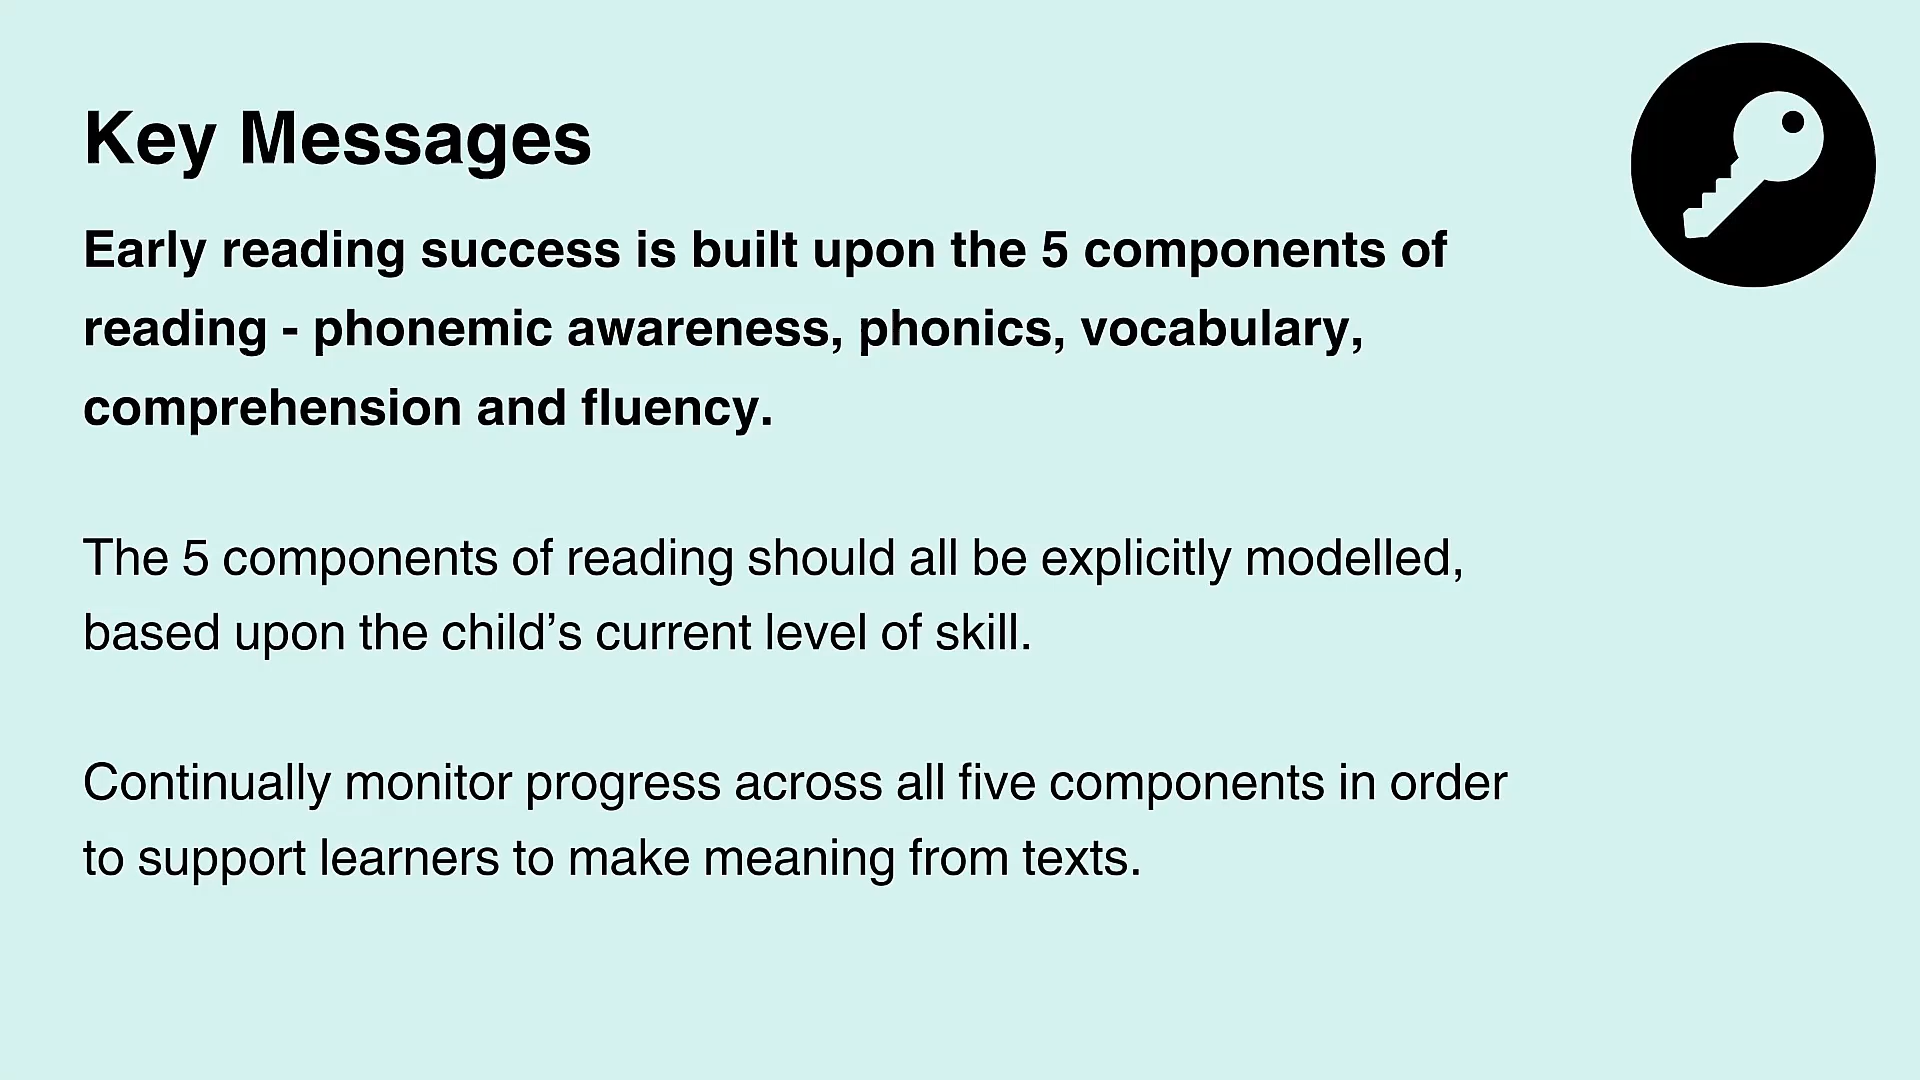 Key Messages
Early reading success is built upon the 5 components of
reading - phonemic awareness, phonics, vocabulary,
comprehension and fluency.
The 5 components of reading should all be explicitly modelled,
based upon the child’s current level of skill.
Continually monitor progress across all five components in order
to support learners to make meaning from texts.